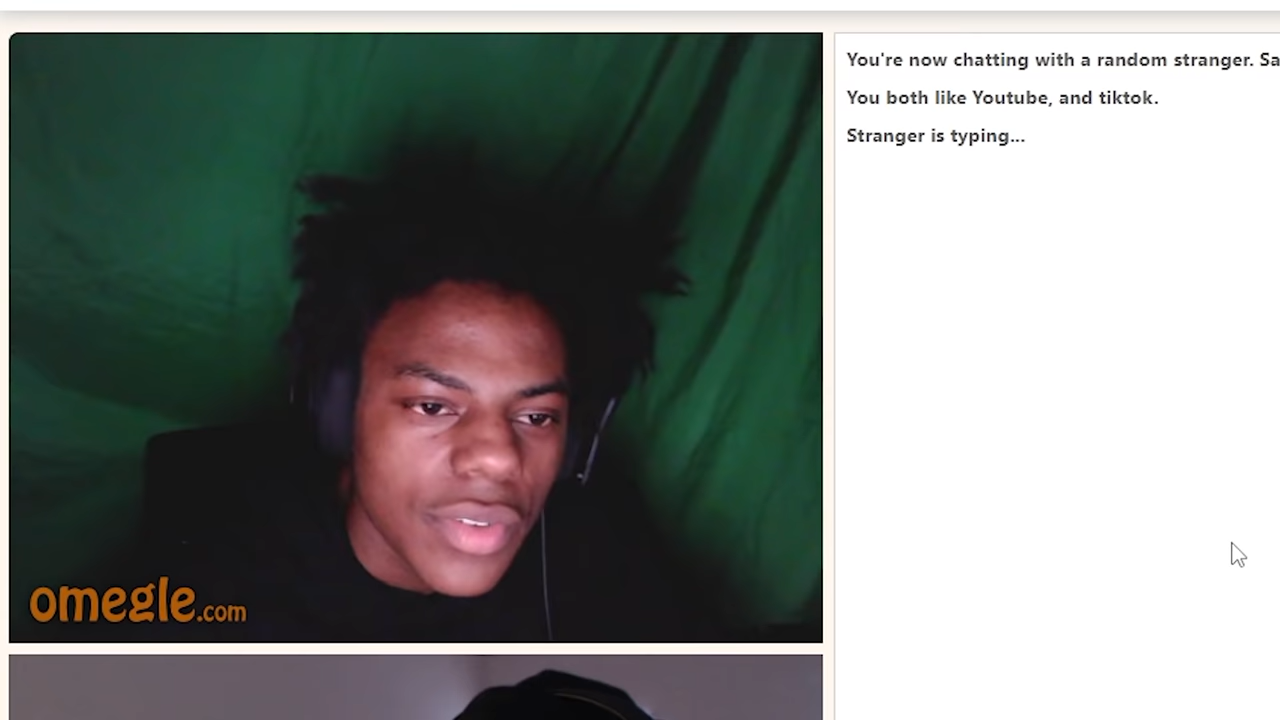 You're now chatting with a random stranger. Sa
You both like Youtube, and tiktok.
Stranger is typing...
omegle.com